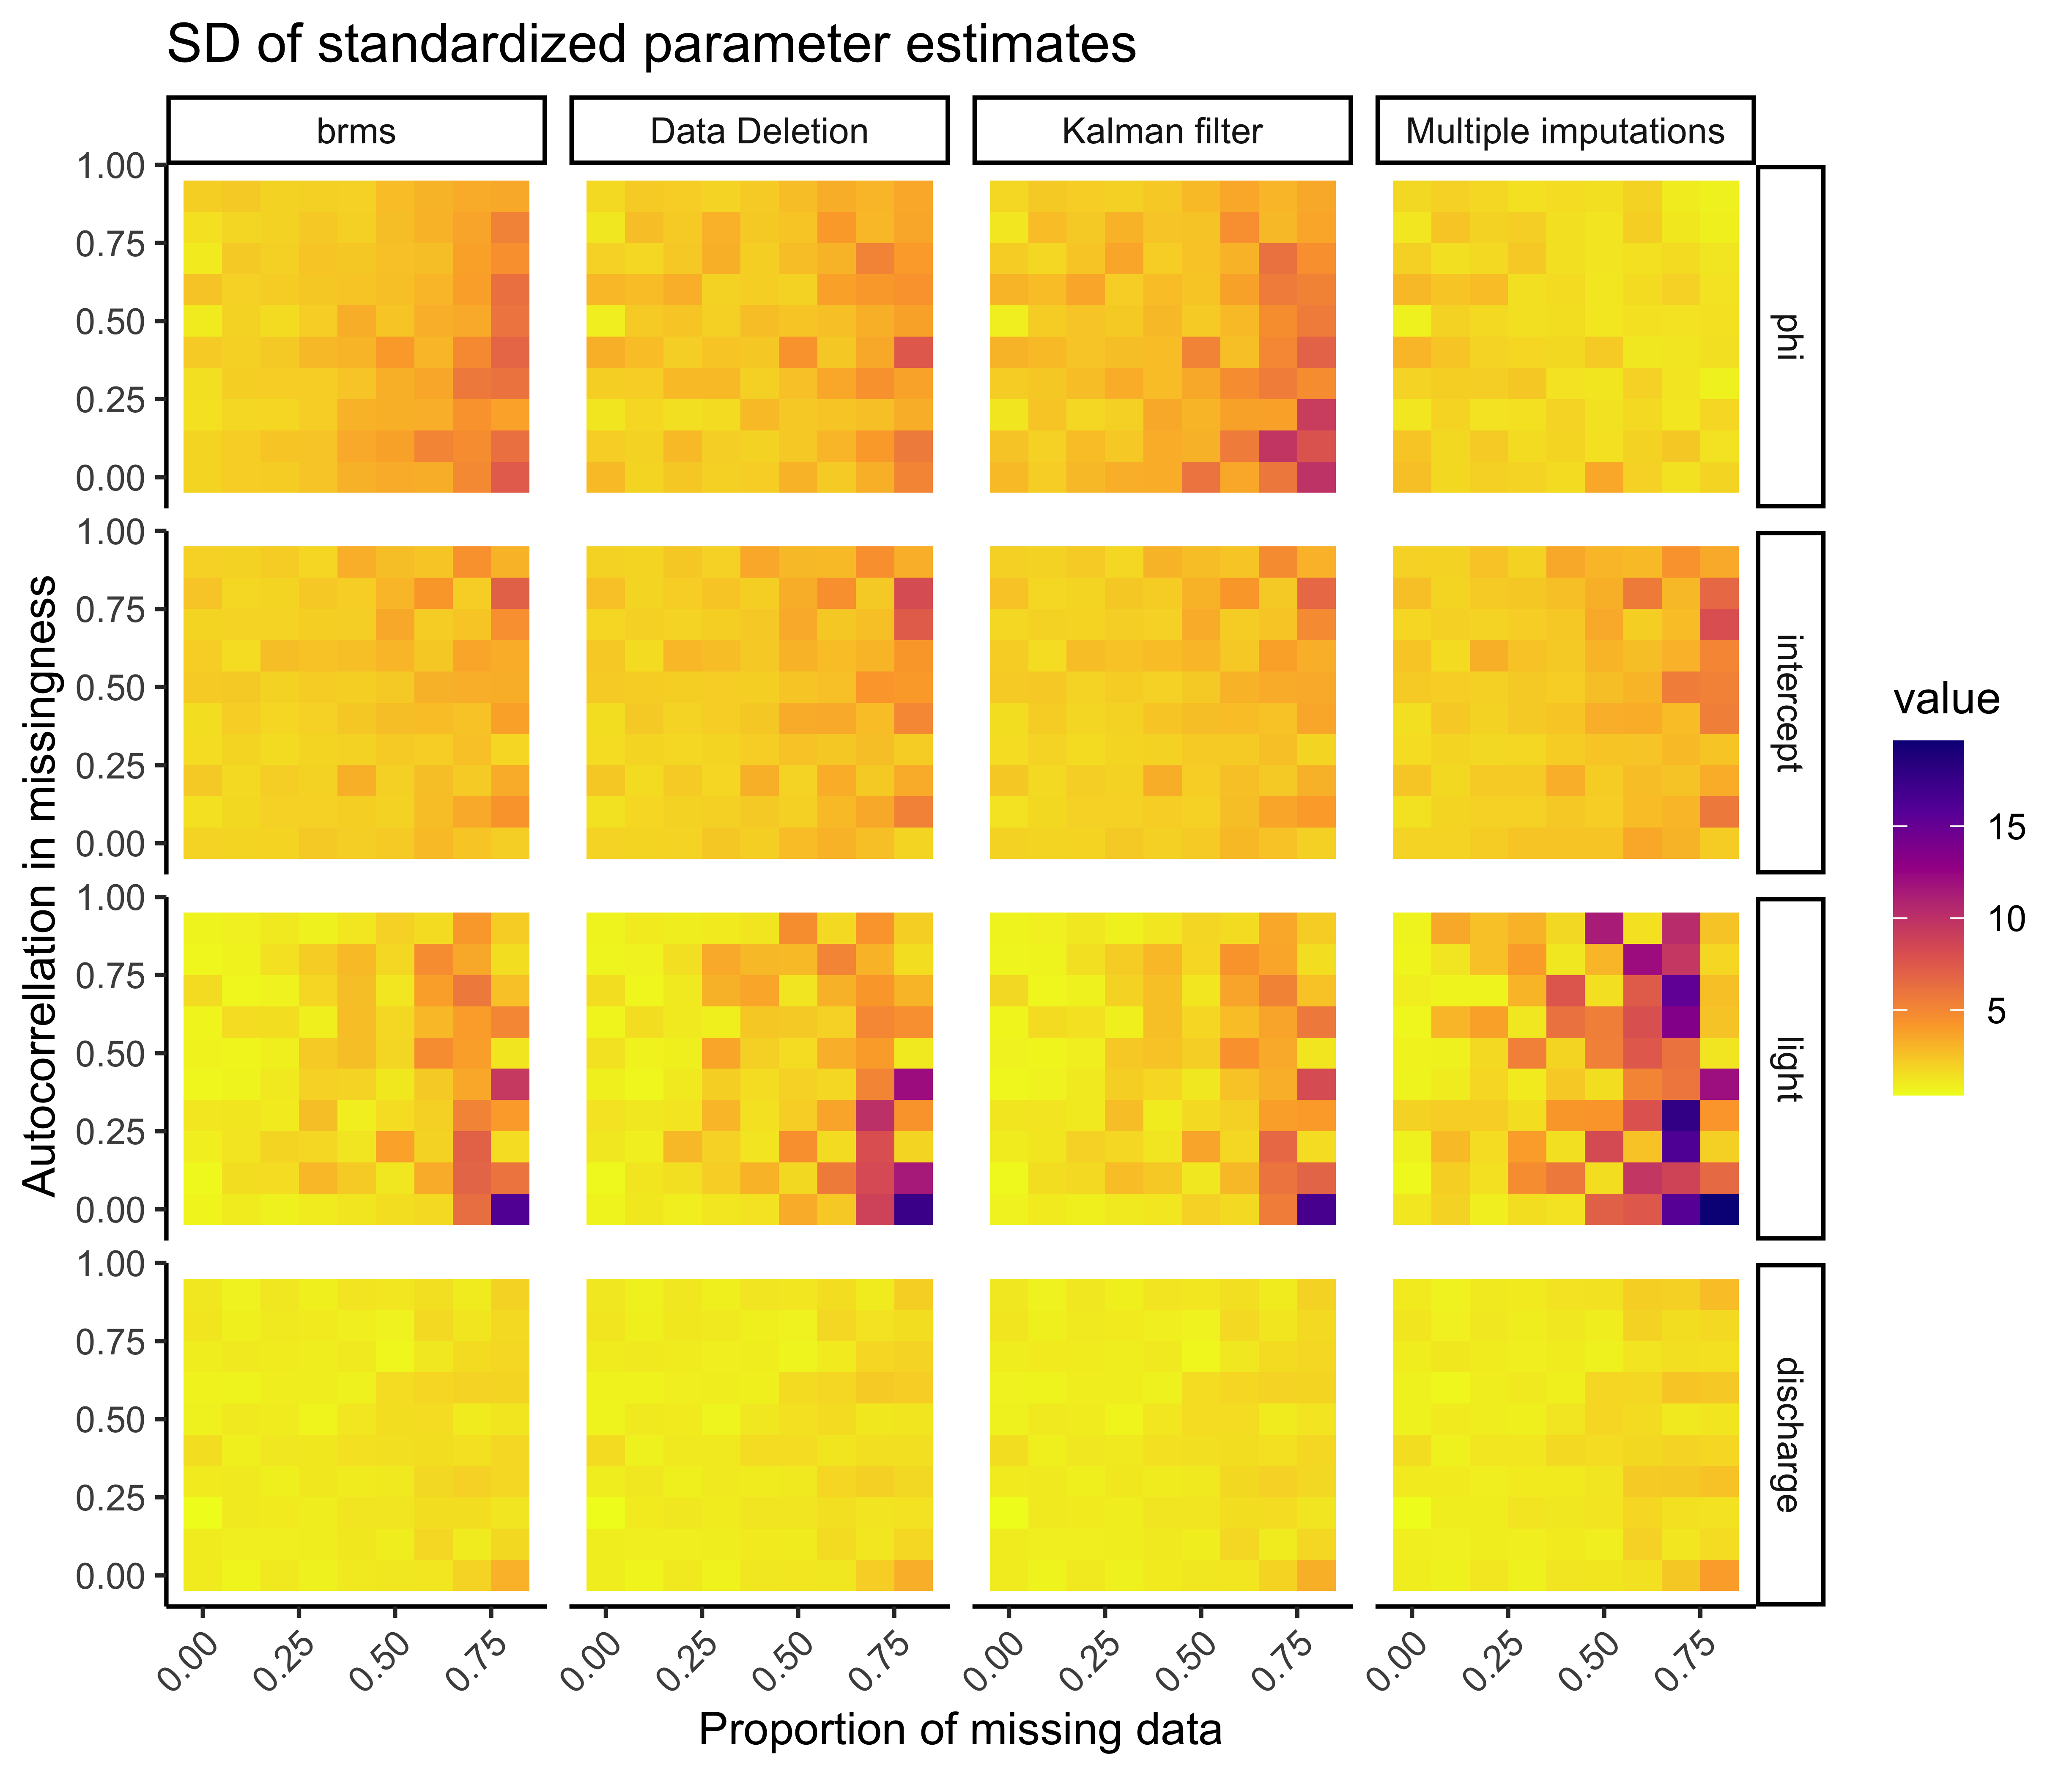 SD of standardized parameter estimates
brms Data Deletion Kalman filter Multiple imputations
1.00
0.75
0.50
0.25
0.00
phi
1.00
0.75
0.50
0.25
0.00
intercept
1.00
0.75
0.50
0.25
0.00
light
1.00
0.75
0.50
0.25
0.00
discharge
Autocorrellation in missingness
0.00 0.25 0.50 0.75 0.00 0.25 0.50 0.75 0.00 0.25 0.50 0.75 0.00 0.25 0.50 0.75
Proportion of missing data
value
15
10
5